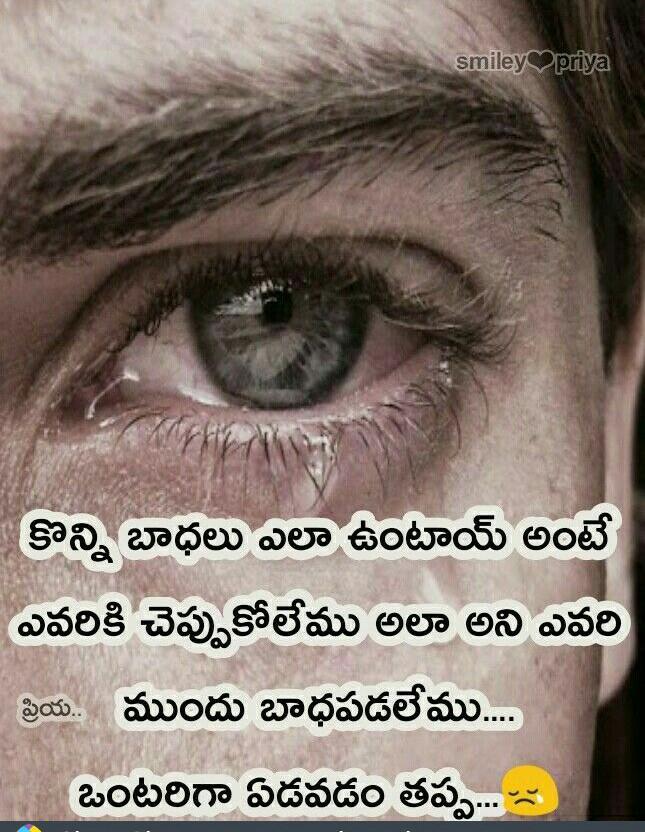 smiley♥priya
కొన్ని బాధలు ఎలా ఉంటాయ్ అంటే
ఎవరికి చెప్పుకోలేము అలా అని ఎవరి
ప్రియ.. ముందు బాధపడలేము....
ఒంటరిగా ఏడవడం తప్ప...😢